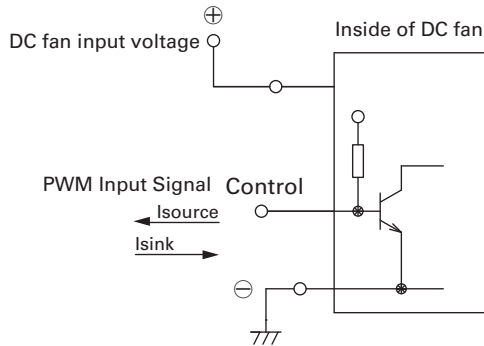 ⊕
DC fan input voltage
Inside of DC fan
PWM Input Signal
Control
Isource
Isink
⊖